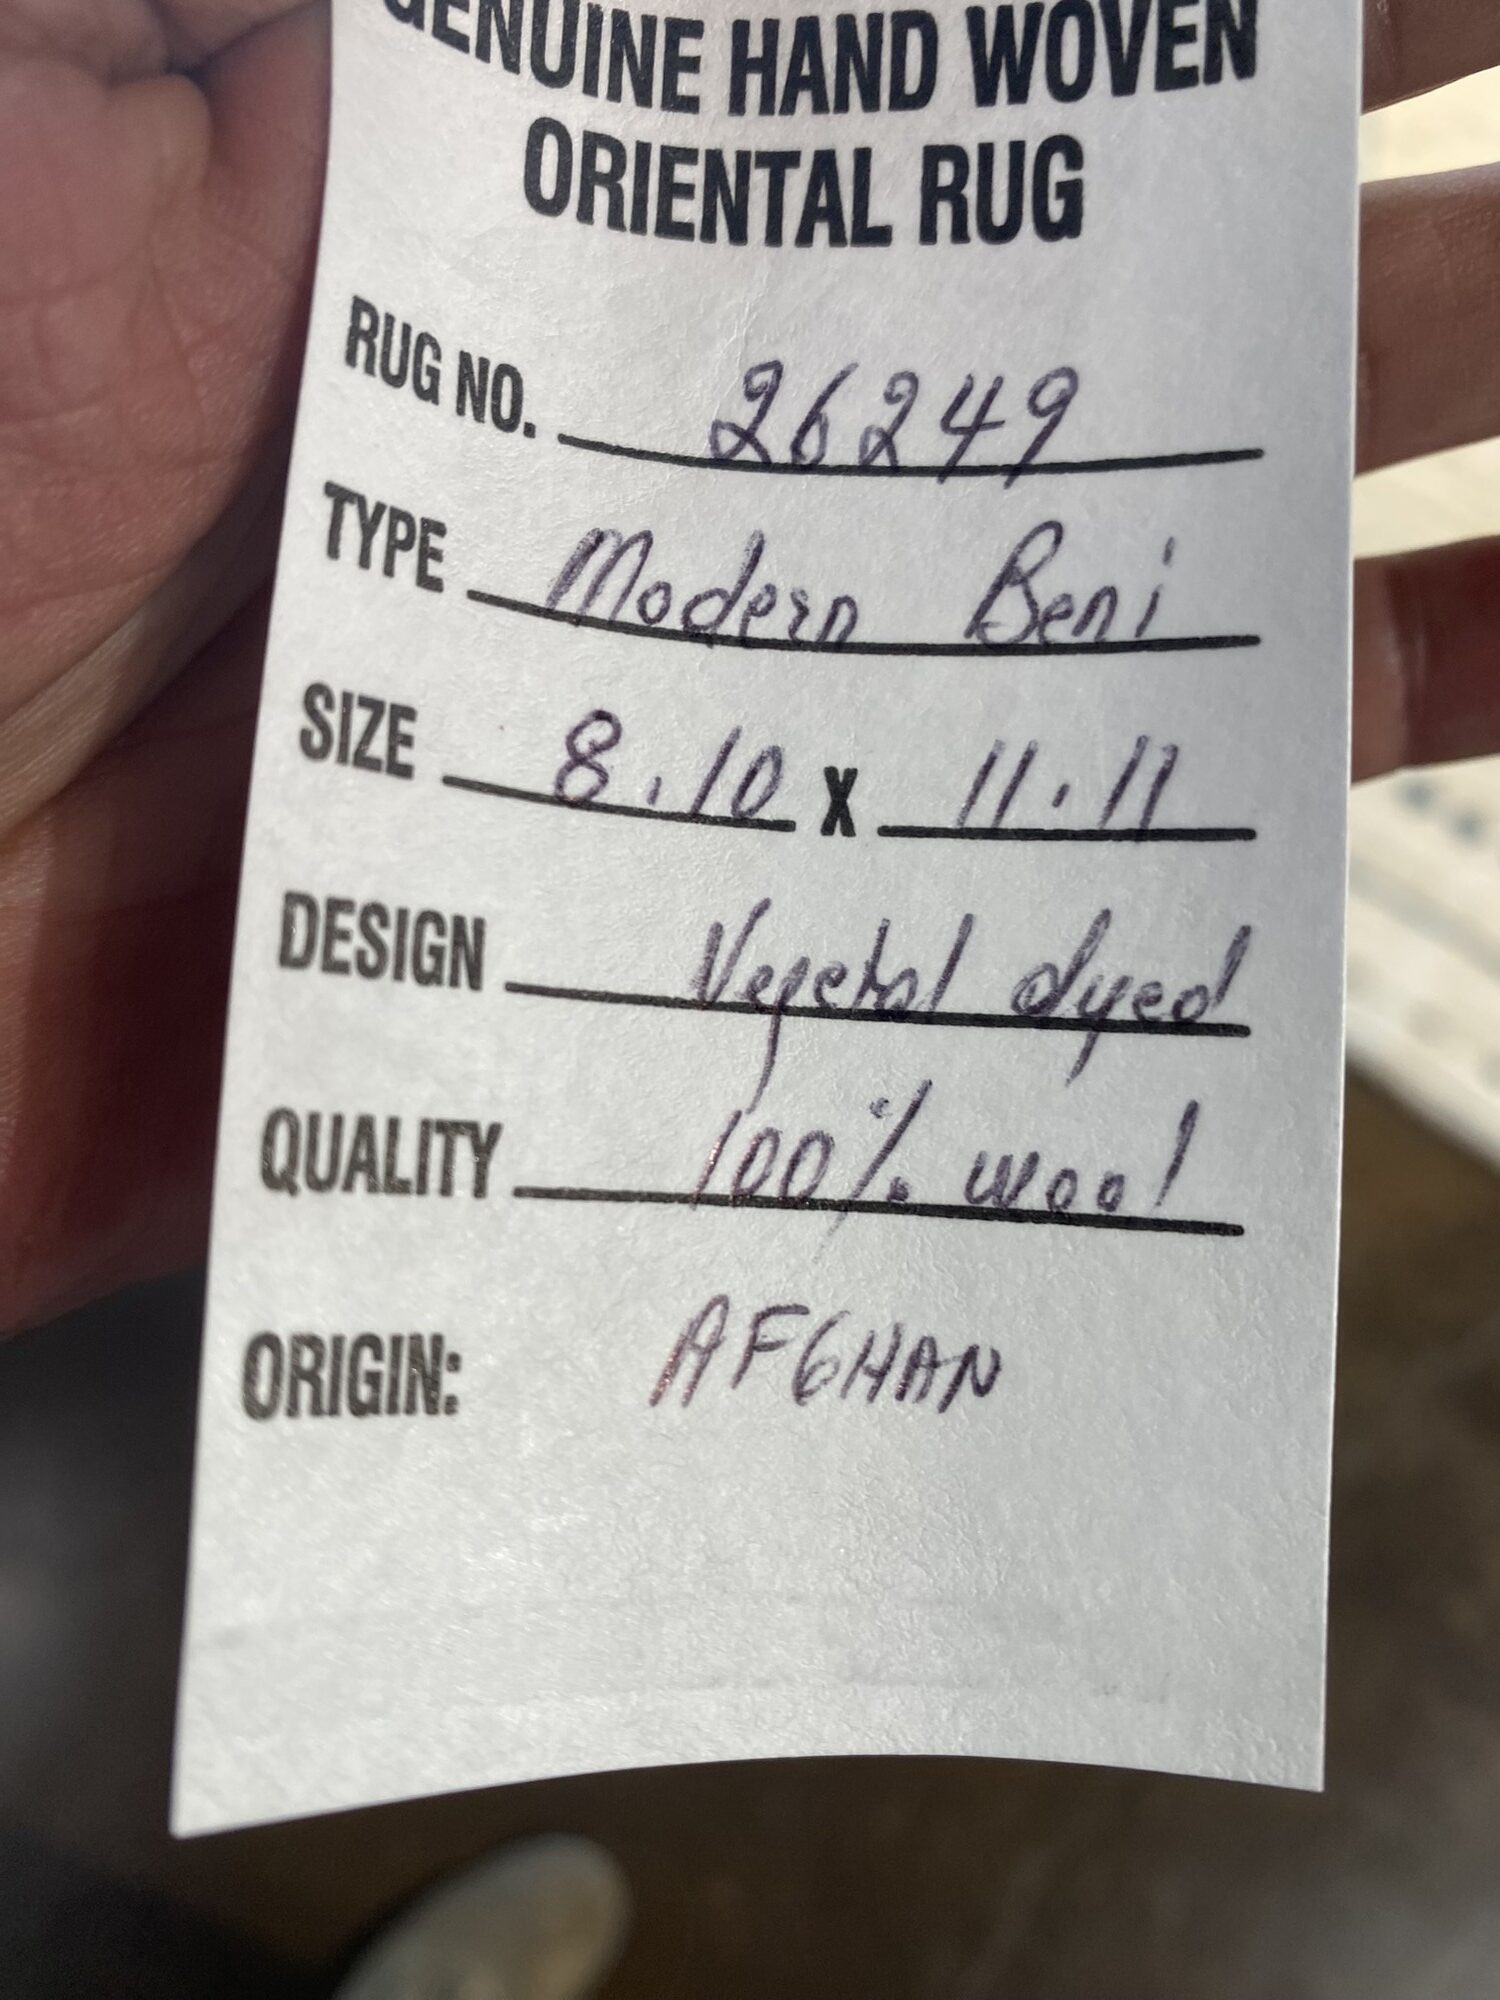 GENUINE HAND WOVEN
ORIENTAL RUG
RUG NO. 26249
TYPE Modern Beni
SIZE 8.10 X 11.11
DESIGN Vegetal dyed
QUALITY 100% wool
ORIGIN: AFGHAN